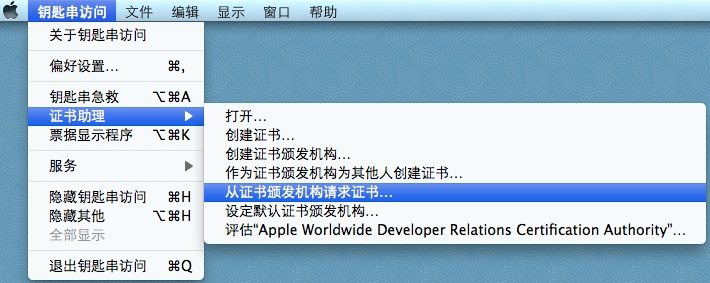 钥匙串访问 文件 编辑 显示 窗口 帮助
关于钥匙串访问
偏好设置... ⌘,
钥匙串急救 ⌥⌘A
证书助理 ▶
票据显示程序 ⌥⌘K
服务 ▶
隐藏钥匙串访问 ⌘H
隐藏其他 ⌥⌘H
全部显示
退出钥匙串访问 ⌘Q
打开...
创建证书...
创建证书颁发机构...
作为证书颁发机构为其他人创建证书...
从证书颁发机构请求证书...
设定默认证书颁发机构...
评估“Apple Worldwide Developer Relations Certification Authority”...